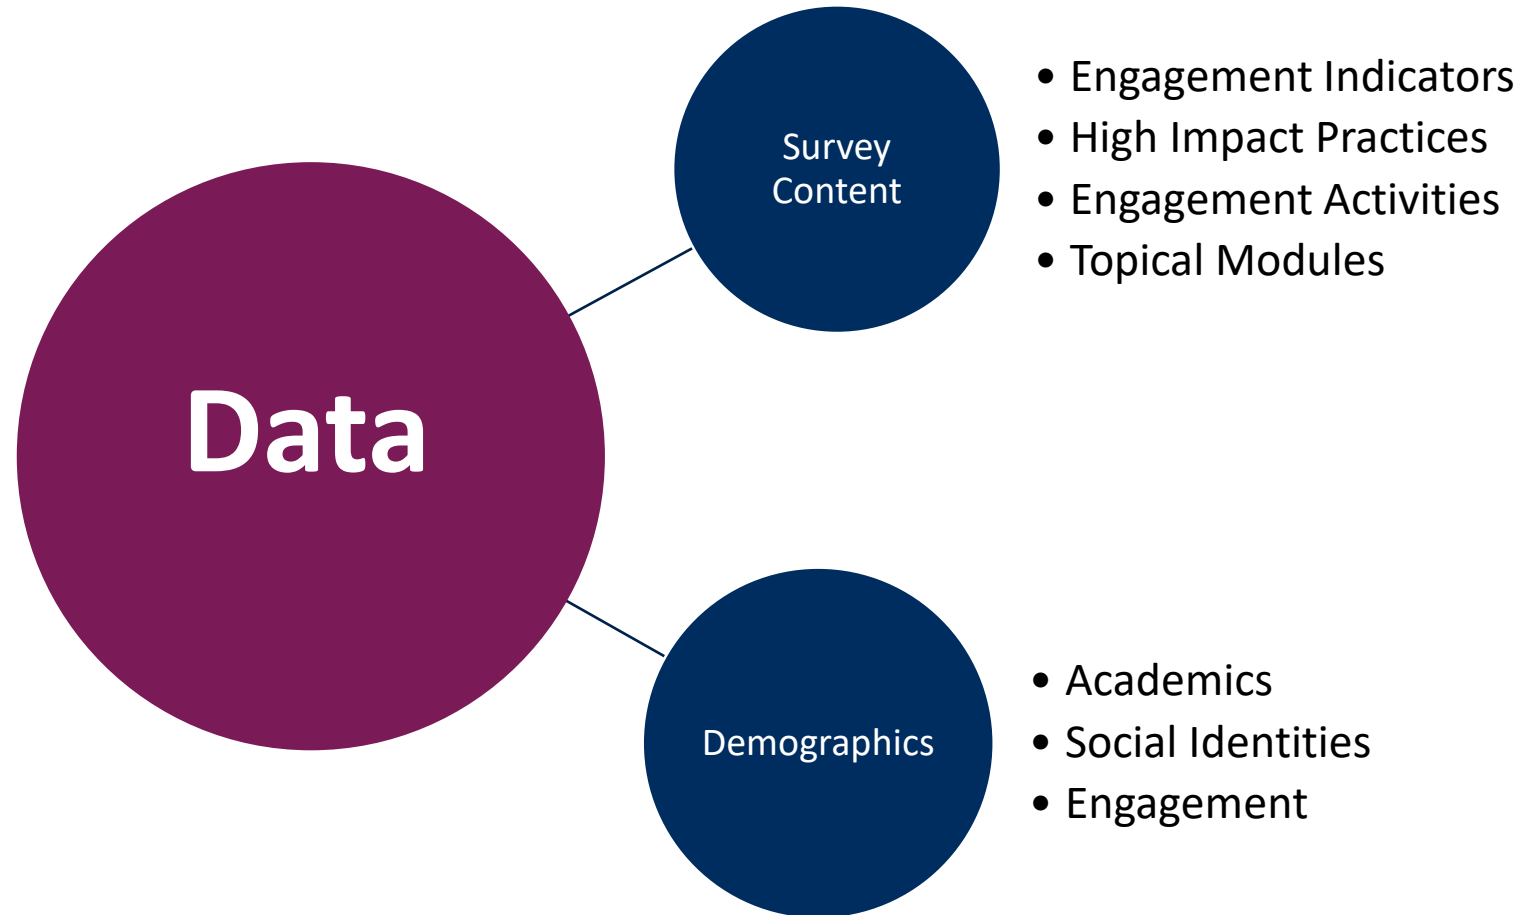 Data
Survey
Content
• Engagement Indicators
• High Impact Practices
• Engagement Activities
• Topical Modules
Demographics
• Academics
• Social Identities
• Engagement